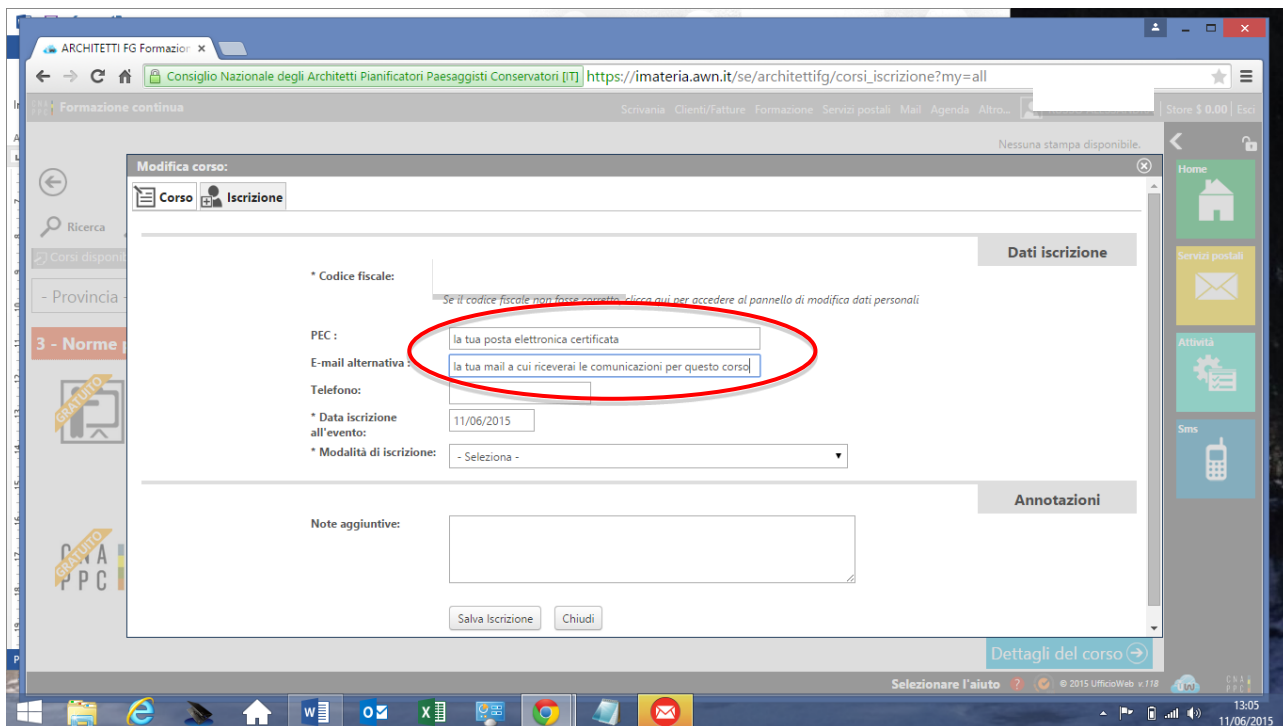 ARCHITETTI FG Formazior
Consiglio Nazionale degli Architetti Pianificatori Paesaggisti Conservatori [IT] https://imateria.awn.it/se/architettifg/corsi_iscrizione?my=all
Formazione continua
Scrivania Clienti/Fatture Formazione Servizi postali Mail Agenda Altro...
Store $ 0.00 | Esci
Nessuna stampa disponibile.
Modifica corso:
Home
Corso
Iscrizione
Ricerca
Dati iscrizione
Corsi disponib
Servizi postali
* Codice fiscale:
Se il codice fiscale non fosse corretto, clicca qui per accedere al pannello di modifica dati personali
- Provincia -
PEC :
la tua posta elettronica certificata
3 - Norme p
Attività
E-mail alternativa :
la tua mail a cui riceverai le comunicazioni per questo corso
Telefono:
GRATUITO
* Data iscrizione all'evento:
11/06/2015
Sms
* Modalità di iscrizione:
- Seleziona -
Annotazioni
Note aggiuntive:
GRATUITO
CNA
PPC
Salva Iscrizione
Chiudi
Dettagli del corso
Selezionare l'aiuto
© 2015 UfficioWeb v.118
CNA
PPC
13:05
11/06/2015